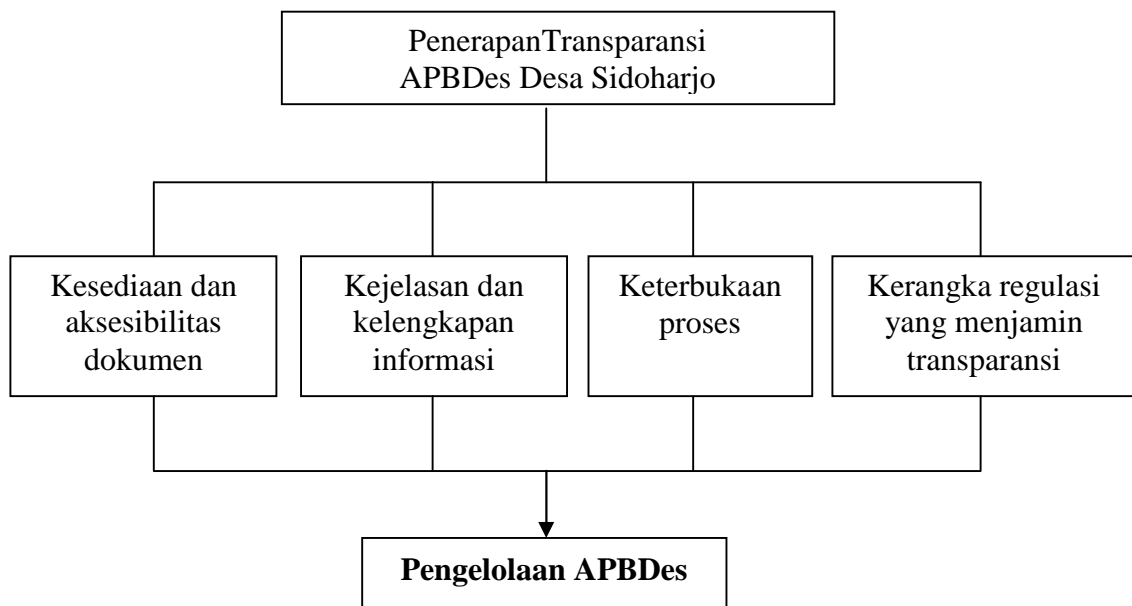 PenerapanTransparansi
APBDes Desa Sidoharjo
Kesediaan dan
aksesibilitas
dokumen
Kejelasan dan
kelengkapan
informasi
Keterbukaan
proses
Kerangka regulasi
yang menjamin
transparansi
Pengelolaan APBDes